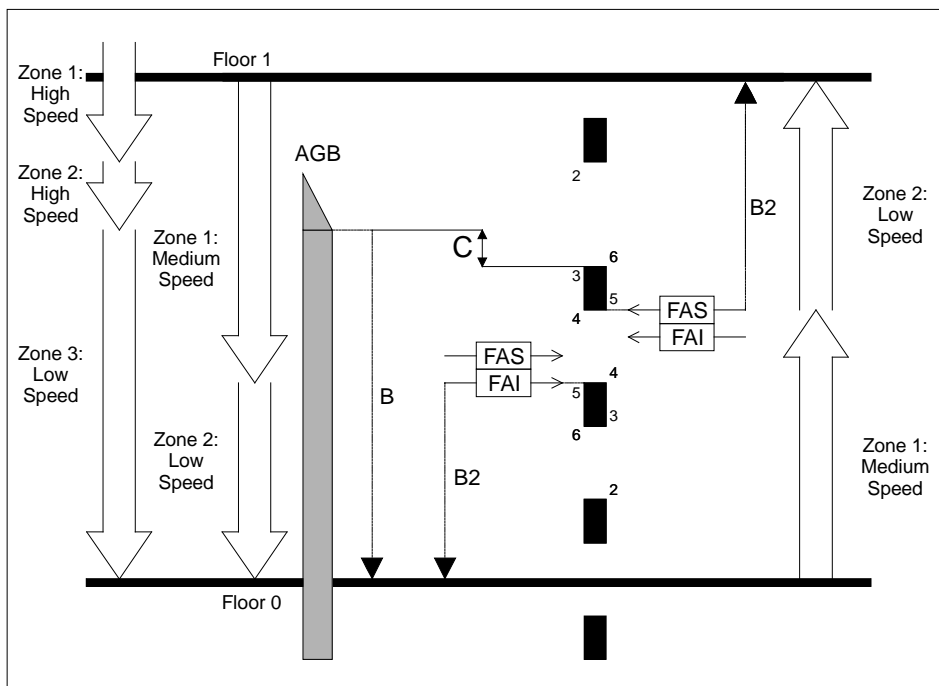 Floor 1
Zone 1:
High
Speed
Zone 2:
High
Speed
Zone 3:
Low
Speed
Zone 1:
Medium
Speed
Zone 2:
Low
Speed
AGB
C
B
B2
FAS
FAI
2
6
3
5
4
4
5
3
6
2
FAS
FAI
B2
Zone 2:
Low
Speed
Zone 1:
Medium
Speed
Floor 0